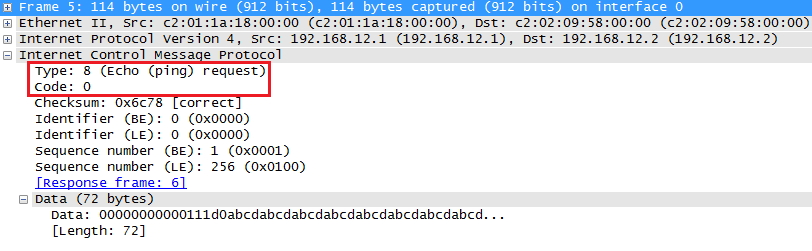 Frame 5: 114 bytes on wire (912 bits), 114 bytes captured (912 bits) on interface 0
Ethernet II, Src: c2:01:1a:18:00:00 (c2:01:1a:18:00:00), Dst: c2:02:09:58:00:00 (c2:02:09:58:00:00)
Internet Protocol Version 4, Src: 192.168.12.1 (192.168.12.1), Dst: 192.168.12.2 (192.168.12.2)
Internet Control Message Protocol
Type: 8 (Echo (ping) request)
Code: 0
Checksum: 0x6c78 [correct]
Identifier (BE): 0 (0x0000)
Identifier (LE): 0 (0x0000)
Sequence number (BE): 1 (0x0001)
Sequence number (LE): 256 (0x0100)
[Response frame: 6]
Data (72 bytes)
Data: 00000000000111d0abcdabcdabcdabcdabcdabcdabcdabcd...
[Length: 72]